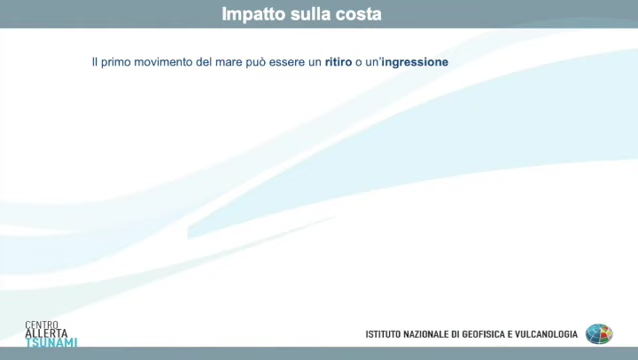 Impatto sulla costa
Il primo movimento del mare può essere un ritiro o un'ingressione
CENTRO
ALLERTA
TSUNAMI
ISTITUTO NAZIONALE DI GEOFISICA E VULCANOLOGIA